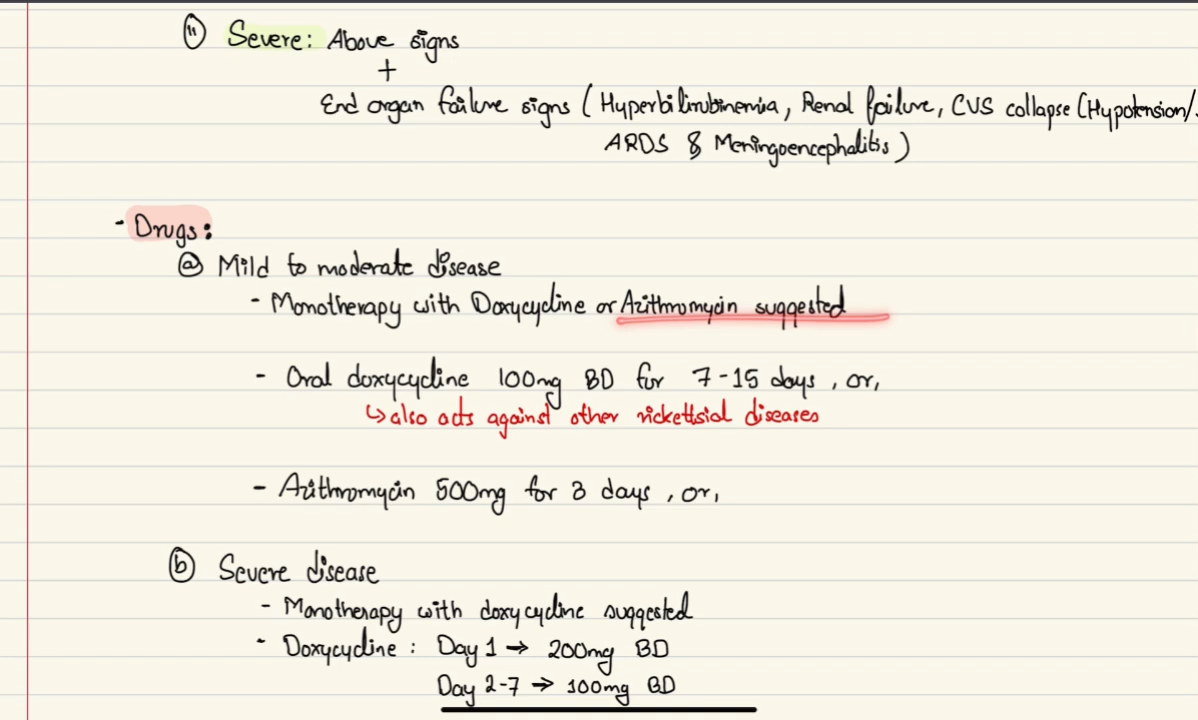 ii Severe: Above signs
+
End organ failure signs (Hyperbilirubinemia, Renal failure, CVS collapse (Hypotension/
ARDS & Meningoencephalitis)
- Drugs:
a Mild to moderate disease
- Monotherapy with Doxycycline or Azithromycin suggested
- Oral doxycycline 100mg BD for 7-15 days, or,
↳ also acts against other rickettsial diseases
- Azithromycin 500mg for 3 days, or,
b Severe disease
- Monotherapy with doxycycline suggested
- Doxycycline: Day 1 → 200mg BD
Day 2-7 → 100mg BD